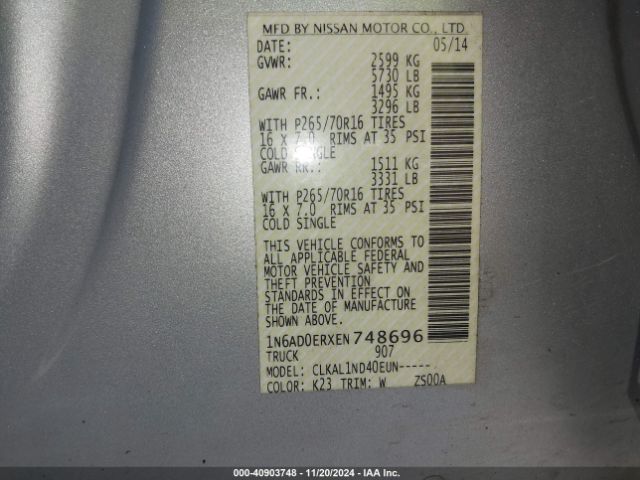 MFD BY NISSAN MOTOR CO., LTD.
DATE: 05/14
GVWR: 2599 KG
5730 LB
GAWR FR.: 1495 KG
3296 LB
WITH P265/70R16 TIRES
16 X 7.0 RIMS AT 35 PSI
COLD SINGLE
GAWR RR.: 1511 KG
3331 LB
WITH P265/70R16 TIRES
16 X 7.0 RIMS AT 35 PSI
COLD SINGLE
THIS VEHICLE CONFORMS TO
ALL APPLICABLE FEDERAL
MOTOR VEHICLE SAFETY AND
THEFT PREVENTION
STANDARDS IN EFFECT ON
THE DATE OF MANUFACTURE
SHOWN ABOVE.
1N6AD0ERXEN748696
TRUCK 907
MODEL: CLKAL1ND40EUN-----
COLOR: K23 TRIM: W ZS00A
000-40903748 - 11/20/2024 - IAA Inc.